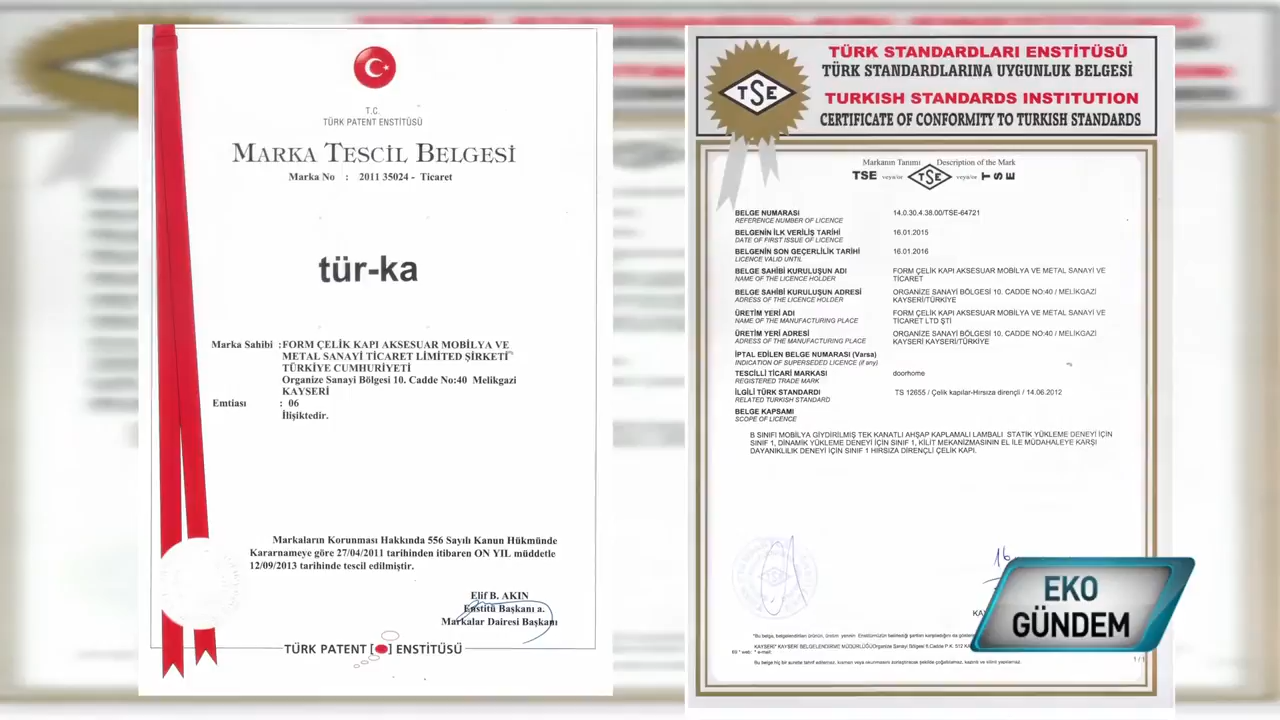 T.C.
TÜRK PATENT ENSTİTÜSÜ
MARKA TESCİL BELGESİ
Marka No : 2011 35024 - Ticaret
tür-ka
Marka Sahibi : FORM ÇELİK KAPI AKSESUAR MOBİLYA VE
METAL SANAYİ TİCARET LİMİTED ŞİRKETİ
TÜRKİYE CUMHURİYETİ
Organize Sanayi Bölgesi 10. Cadde No:40 Melikgazi
KAYSERİ
Emtiası : 06
İlişiktedir.
Markaların Korunması Hakkında 556 Sayılı Kanun Hükmünde
Kararnameye göre 27/04/2011 tarihinden itibaren ON YIL müddetle
12/09/2013 tarihinde tescil edilmiştir.
Elif B. AKIN
Enstitü Başkanı a.
Markalar Dairesi Başkanı
TÜRK PATENT ENSTİTÜSÜ
TSE
TÜRK STANDARDLARI ENSTİTÜSÜ
TÜRK STANDARDLARINA UYGUNLUK BELGESİ
TURKISH STANDARDS INSTITUTION
CERTIFICATE OF CONFORMITY TO TURKISH STANDARDS
Markanın Tanımı Description of the Mark
TSE veya/or TSE veya/or TSE
BELGE NUMARASI 14.0.30.4.38.00/TSE-64721
REFERENCE NUMBER OF LICENCE
BELGENİN İLK VERİLİŞ TARİHİ 16.01.2015
DATE OF FIRST ISSUE OF LICENCE
BELGENİN SON GEÇERLİLİK TARİHİ 16.01.2016
LICENCE VALID UNTIL
BELGE SAHİBİ KURULUŞUN ADI FORM ÇELİK KAPI AKSESUAR MOBİLYA VE METAL SANAYİ VE
NAME OF THE LICENCE HOLDER TİCARET
BELGE SAHİBİ KURULUŞUN ADRESİ ORGANİZE SANAYİ BÖLGESİ 10. CADDE NO:40 / MELİKGAZİ
ADRESS OF THE LICENCE HOLDER KAYSERİ/TÜRKİYE
ÜRETİM YERİ ADI FORM ÇELİK KAPI AKSESUAR MOBİLYA VE METAL SANAYİ VE
NAME OF THE MANUFACTURING PLACE TİCARET LTD ŞTİ
ÜRETİM YERİ ADRESİ ORGANİZE SANAYİ BÖLGESİ 10. CADDE NO:40 / MELİKGAZİ
ADRESS OF THE MANUFACTURING PLACE KAYSERİ KAYSERİ/TÜRKİYE
İPTAL EDİLEN BELGE NUMARASI (Varsa)
INDICATION OF SUPERSEDED LICENCE (if any)
TESCİLLİ TİCARİ MARKASI doorhome
REGISTERED TRADE MARK
İLGİLİ TÜRK STANDARDI TS 12655 / Çelik kapılar-Hırsıza dirençli / 14.06.2012
RELATED TURKISH STANDARD
BELGE KAPSAMI
SCOPE OF LICENCE
B SINIFI MOBİLYA GİYDİRİLMİŞ TEK KANATLI AHŞAP KAPLAMALI LAMBALI STATİK YÜKLEME DENEYİ İÇİN
SINIF 1, DİNAMİK YÜKLEME DENEYİ İÇİN SINIF 1, KİLİT MEKANİZMASININ EL İLE MÜDAHALEYE KARŞI
DAYANIKLILIK DENEYİ İÇİN SINIF 1 HIRSIZA DİRENÇLİ ÇELİK KAPI.
16
EKO
GÜNDEM
1 / 1